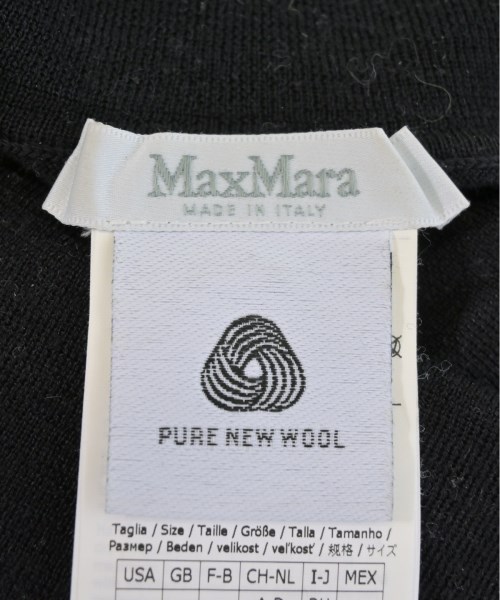 MaxMara
MADE IN ITALY
PURE NEW WOOL
Taglia / Size / Taille / Größe / Talla / Tamanho /
Размер / Beden / velikost / veľkosť / 规格 / サイズ
USA GB F-B CH-NL I-J MEX